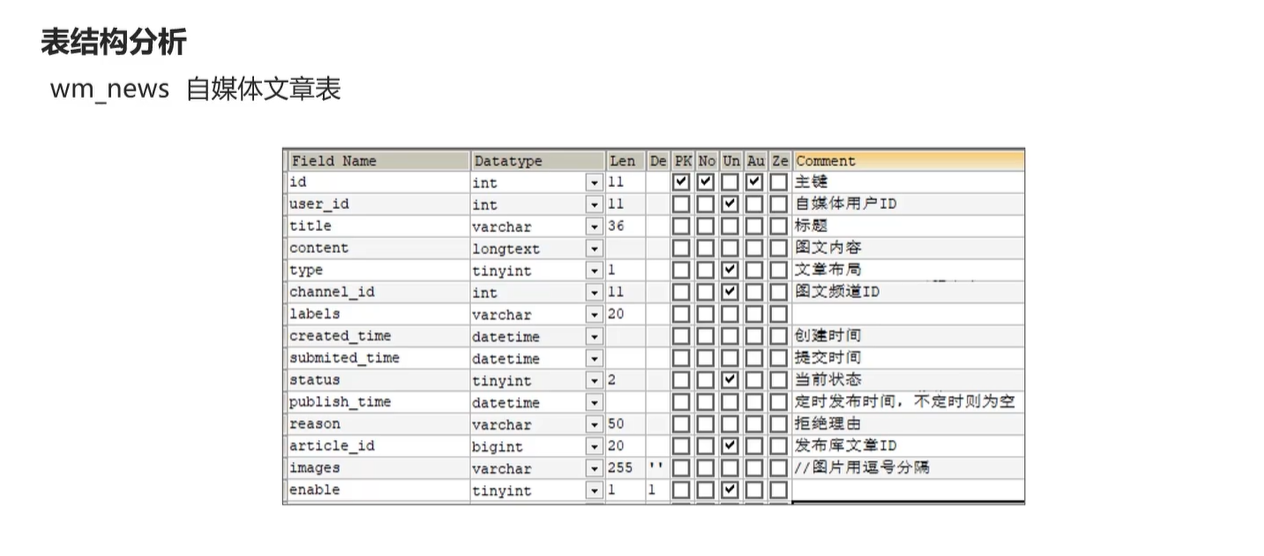 表结构分析
wm_news 自媒体文章表
Field Name Datatype Len De PK No Un Au Ze Comment
id int 11 主键
user_id int 11 自媒体用户ID
title varchar 36 标题
content longtext 图文内容
type tinyint 1 文章布局
channel_id int 11 图文频道ID
labels varchar 20
created_time datetime 创建时间
submited_time datetime 提交时间
status tinyint 2 当前状态
publish_time datetime 定时发布时间，不定时则为空
reason varchar 50 拒绝理由
article_id bigint 20 发布库文章ID
images varchar 255 '' //图片用逗号分隔
enable tinyint 1 1